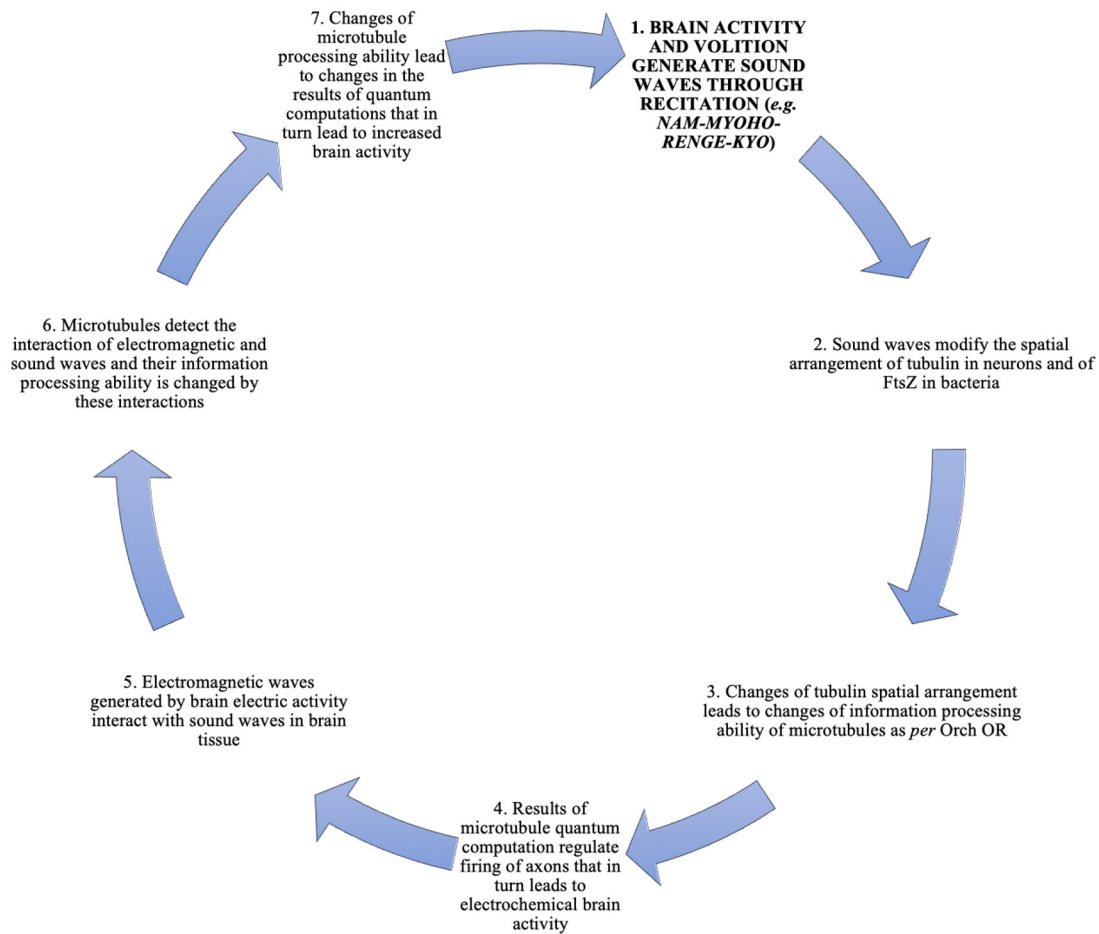 1. BRAIN ACTIVITY
AND VOLITION
GENERATE SOUND
WAVES THROUGH
RECITATION (e.g.
NAM-MYOHO-
RENGE-KYO)
2. Sound waves modify the spatial
arrangement of tubulin in neurons and of
FtsZ in bacteria
3. Changes of tubulin spatial arrangement
leads to changes of information processing
ability of microtubules as per Orch OR
4. Results of
microtubule quantum
computation regulate
firing of axons that in
turn leads to
electrochemical brain
activity
5. Electromagnetic waves
generated by brain electric activity
interact with sound waves in brain
tissue
6. Microtubules detect the
interaction of electromagnetic and
sound waves and their information
processing ability is changed by
these interactions
7. Changes of
microtubule
processing ability lead
to changes in the
results of quantum
computations that in
turn lead to increased
brain activity